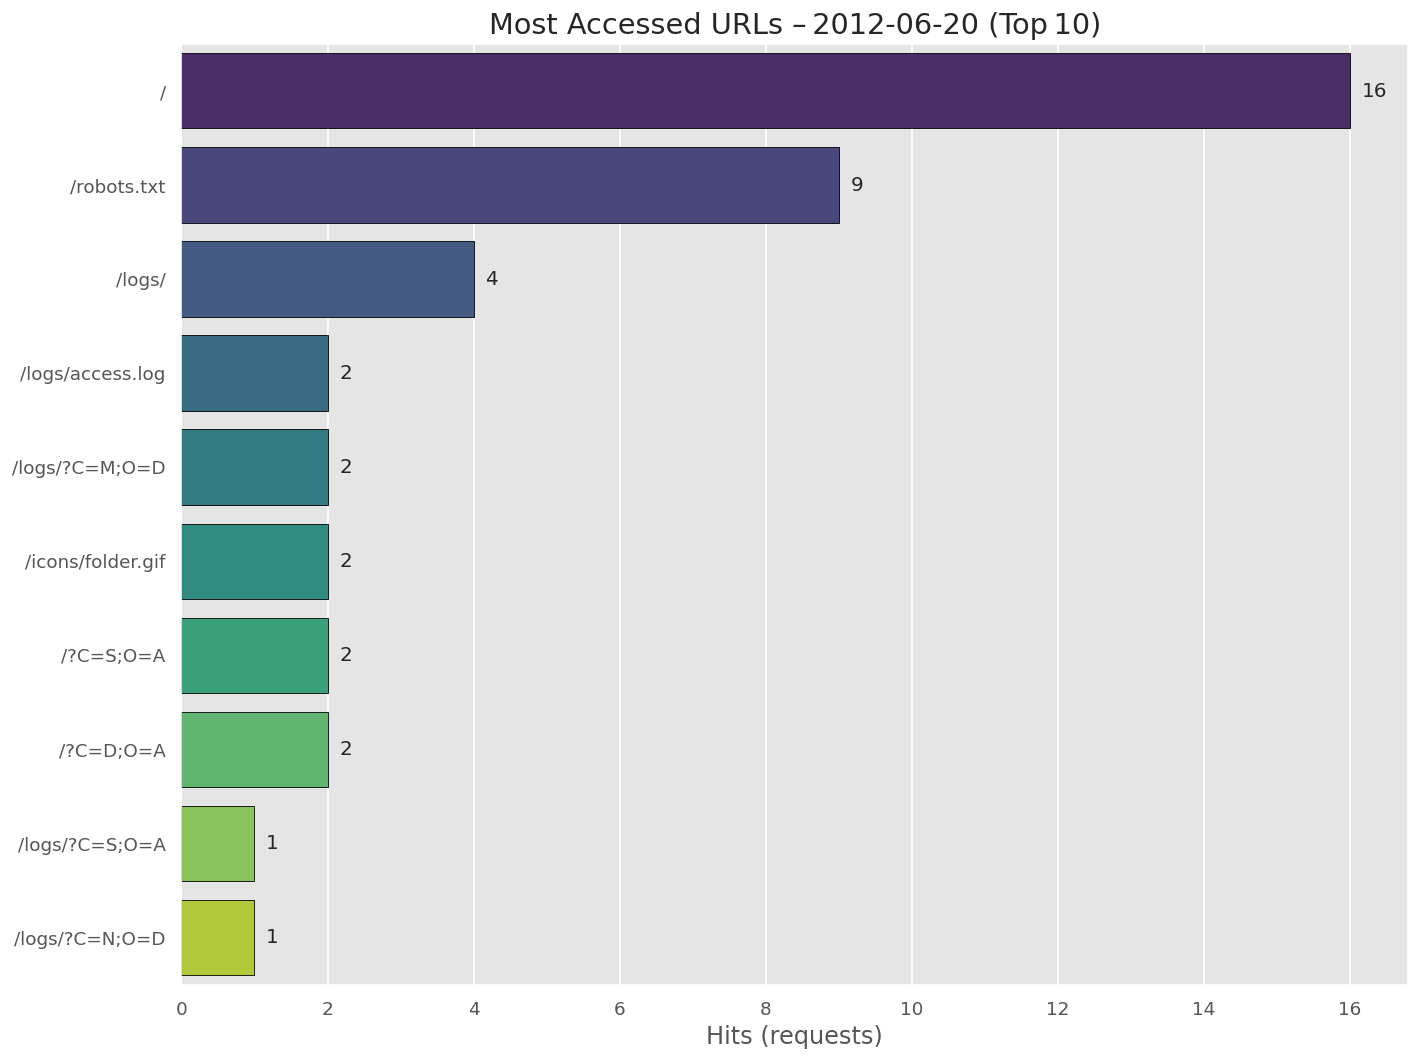 Most Accessed URLs – 2012-06-20 (Top 10)
/ 16
/robots.txt 9
/logs/ 4
/logs/access.log 2
/logs/?C=M;O=D 2
/icons/folder.gif 2
/?C=S;O=A 2
/?C=D;O=A 2
/logs/?C=S;O=A 1
/logs/?C=N;O=D 1
0 2 4 6 8 10 12 14 16
Hits (requests)